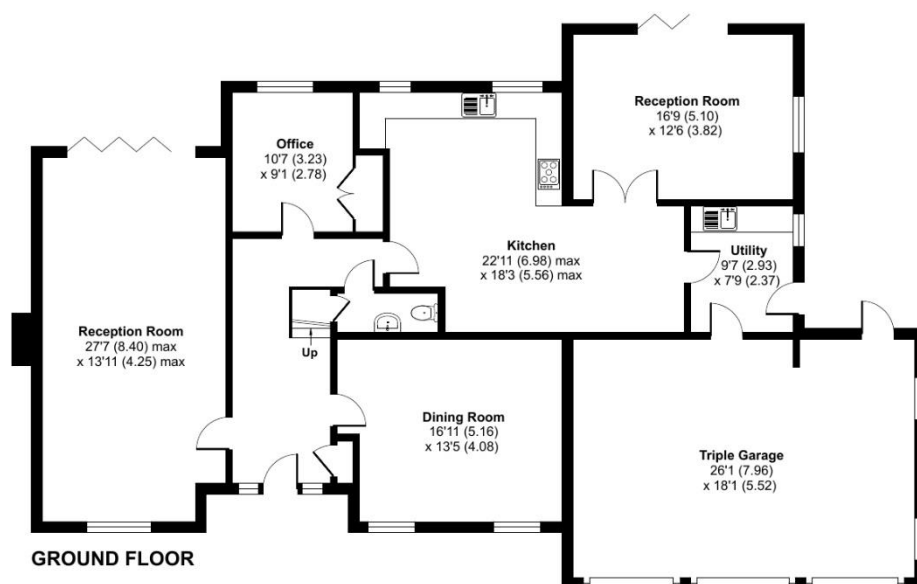 Reception Room
16'9 (5.10)
x 12'6 (3.82)
Office
10'7 (3.23)
x 9'1 (2.78)
Kitchen
22'11 (6.98) max
x 18'3 (5.56) max
Utility
9'7 (2.93)
x 7'9 (2.37)
Reception Room
27'7 (8.40) max
x 13'11 (4.25) max
Up
Dining Room
16'11 (5.16)
x 13'5 (4.08)
Triple Garage
26'1 (7.96)
x 18'1 (5.52)
GROUND FLOOR